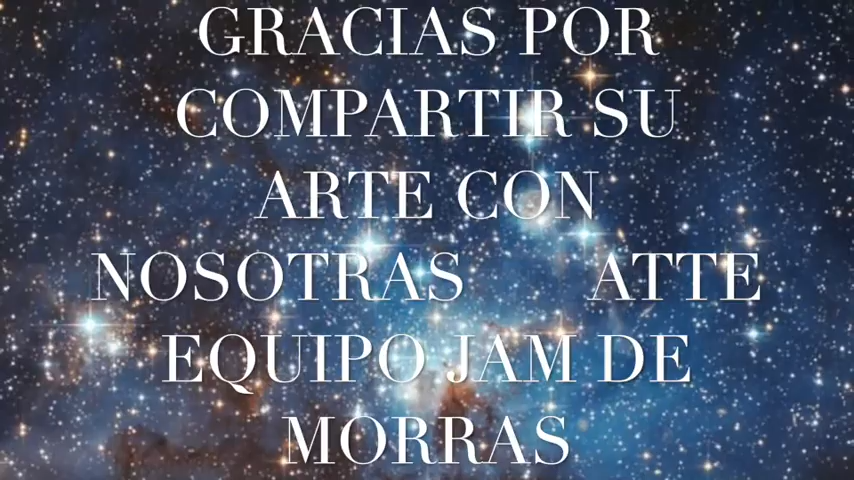 GRACIAS POR
COMPARTIR SU
ARTE CON
NOSOTRAS ATTE
EQUIPO JAM DE
MORRAS